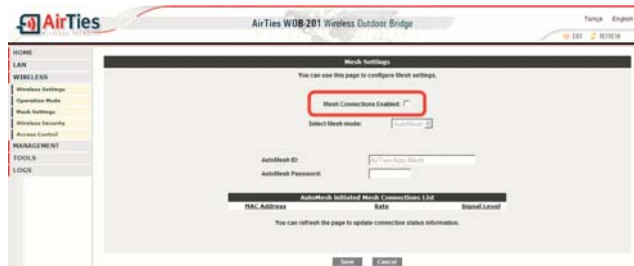 AirTies
AirTies WOB-201 Wireless Outdoor Bridge
Türkçe English
EXIT REFRESH
HOME
LAN
WIRELESS
Wireless Settings
Operation Mode
Mesh Settings
Wireless Security
Access Control
MANAGEMENT
TOOLS
LOGS
Mesh Settings
You can use this page to configure Mesh settings.
Mesh Connections Enabled:
Select Mesh mode: AutoMesh
AutoMesh ID: AirTies Auto Mesh
AutoMesh Password:
AutoMesh initiated Mesh Connections List
MAC Address Rate Signal Level
You can refresh the page to update connection status information.
Save Cancel